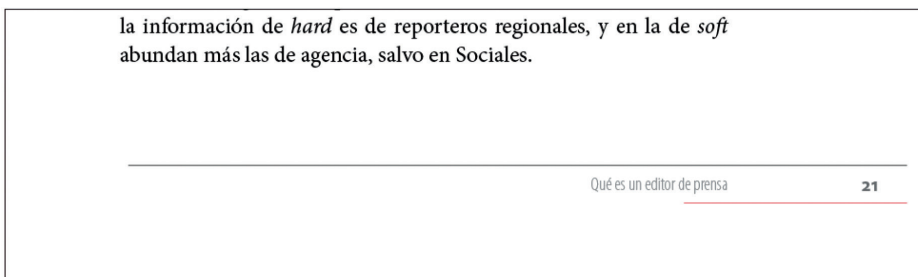 la información de hard es de reporteros regionales, y en la de soft
abundan más las de agencia, salvo en Sociales.
Qué es un editor de prensa 21